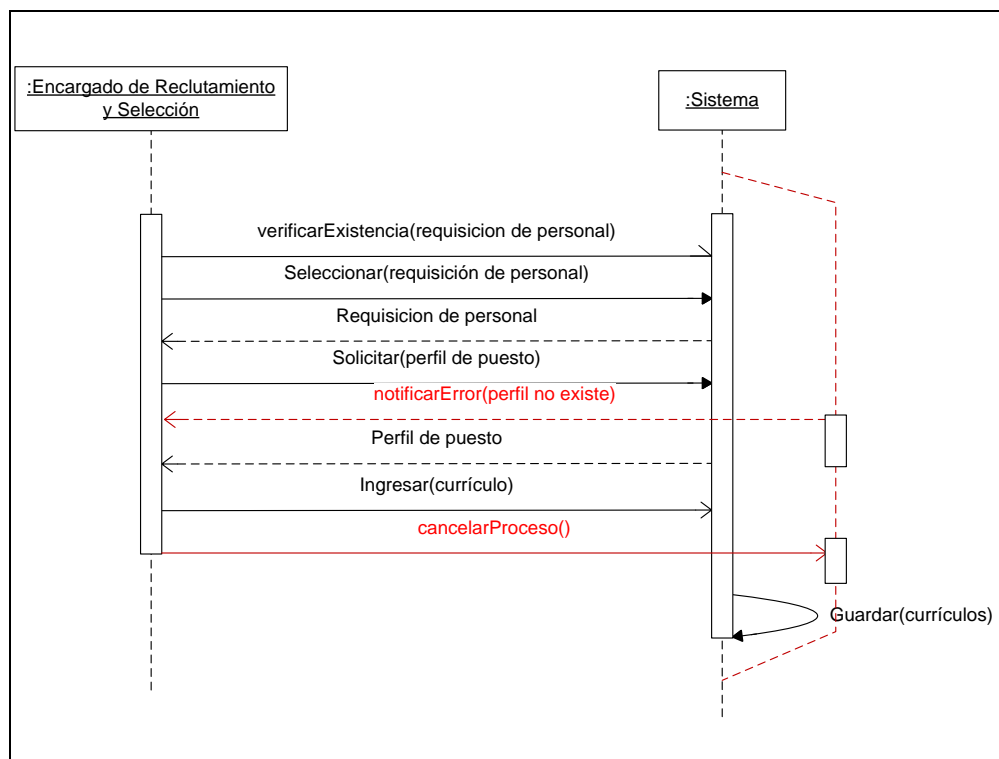 :Encargado de Reclutamiento
y Selección
:Sistema
verificarExistencia(requisicion de personal)
Seleccionar(requisición de personal)
Requisicion de personal
Solicitar(perfil de puesto)
notificarError(perfil no existe)
Perfil de puesto
Ingresar(currículo)
cancelarProceso()
Guardar(currículos)